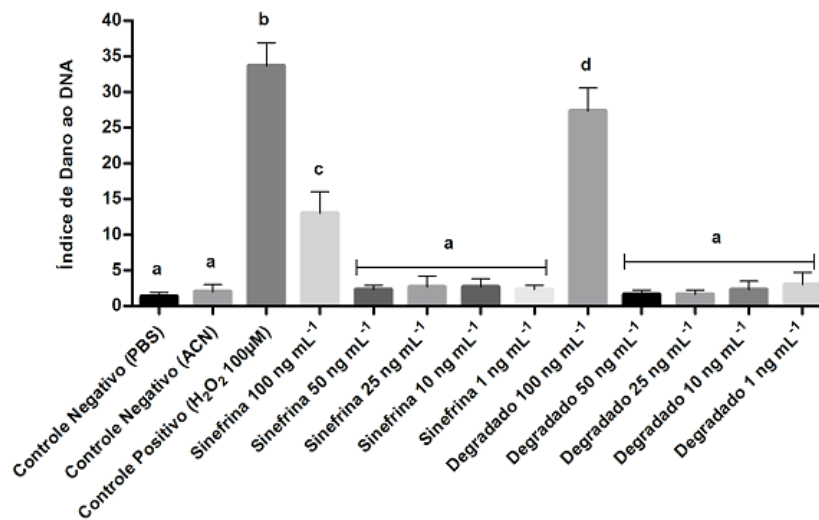 40
35
30
25
20
15
10
5
0
Índice de Dano ao DNA
a
a
b
c
a
d
a
Controle Negativo (PBS)
Controle Negativo (ACN)
Controle Positivo (H₂O₂ 100µM)
Sinefrina 100 ng mL⁻¹
Sinefrina 50 ng mL⁻¹
Sinefrina 25 ng mL⁻¹
Sinefrina 10 ng mL⁻¹
Sinefrina 1 ng mL⁻¹
Degradado 100 ng mL⁻¹
Degradado 50 ng mL⁻¹
Degradado 25 ng mL⁻¹
Degradado 10 ng mL⁻¹
Degradado 1 ng mL⁻¹